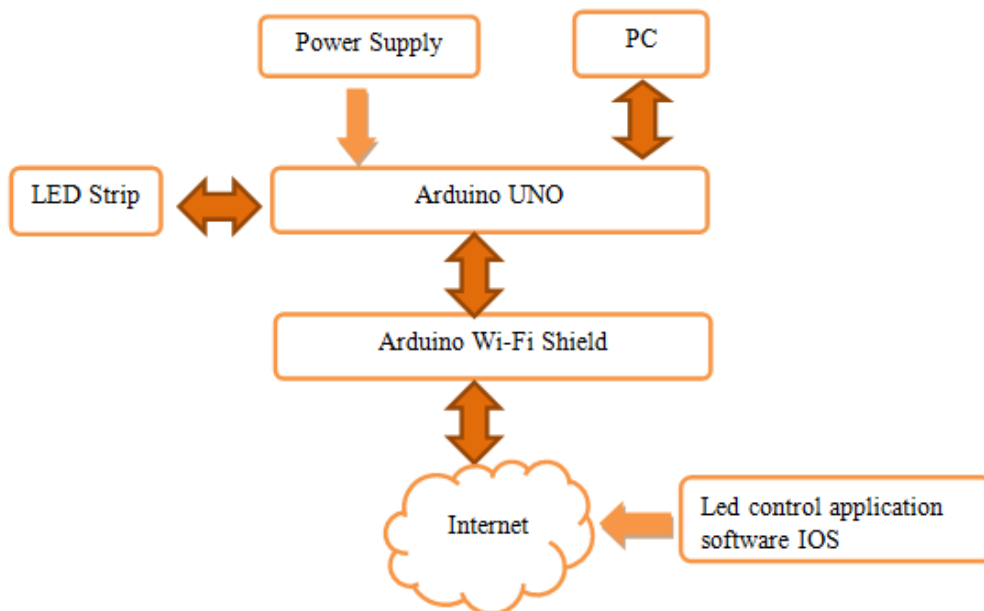 Power Supply
PC
LED Strip
Arduino UNO
Arduino Wi-Fi Shield
Internet
Led control application
software IOS